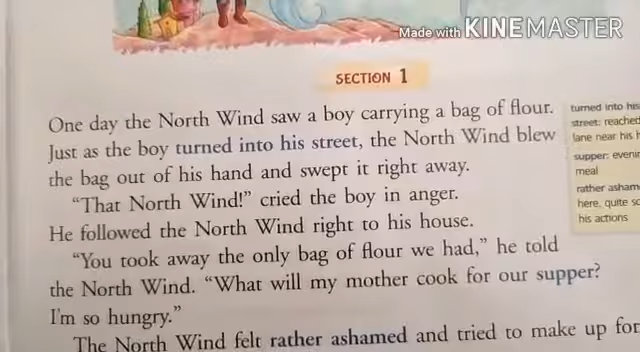 Made with KINEMASTER
SECTION 1
One day the North Wind saw a boy carrying a bag of flour.
Just as the boy turned into his street, the North Wind blew
the bag out of his hand and swept it right away.
“That North Wind!” cried the boy in anger.
He followed the North Wind right to his house.
“You took away the only bag of flour we had,” he told
the North Wind. “What will my mother cook for our supper?
I'm so hungry.”
The North Wind felt rather ashamed and tried to make up for
turned into his
street: reached
lane near his
supper:
meal
rather
here, quite
his actions